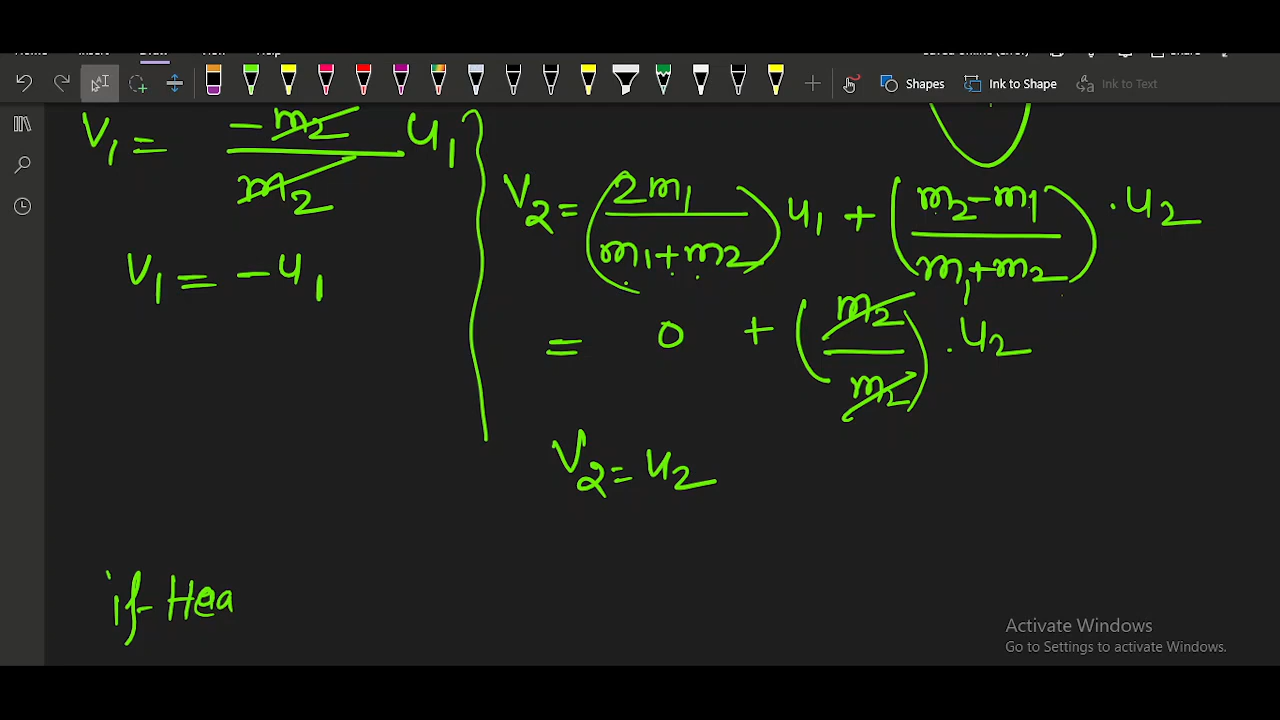 Shapes Ink to Shape Ink to Text
V₁ = -m₂/m₂ u₁
V₁ = -u₁
V₂ = (2m₁/m₁+m₂) u₁ + (m₂-m₁/m₁+m₂) . u₂
= 0 + (m₂/m₂) . u₂
V₂ = u₂
if Hea
Activate Windows
Go to Settings to activate Windows.